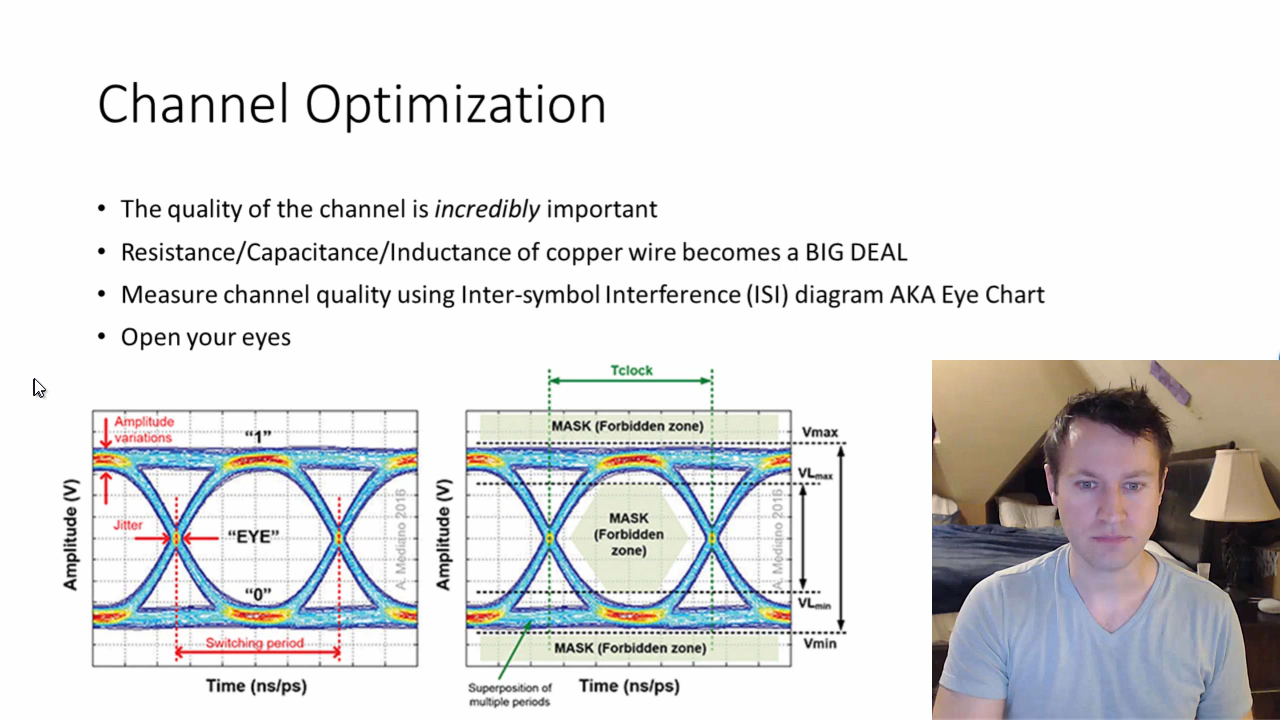 Channel Optimization
• The quality of the channel is incredibly important
• Resistance/Capacitance/Inductance of copper wire becomes a BIG DEAL
• Measure channel quality using Inter-symbol Interference (ISI) diagram AKA Eye Chart
• Open your eyes
Amplitude
variations
"1"
Jitter
"EYE"
"0"
Switching period
Amplitude (V)
Time (ns/ps)
A. Mediano 2016
Tclock
MASK (Forbidden zone)
Vmax
VLmax
MASK
(Forbidden
zone)
VLmin
Vmin
MASK (Forbidden zone)
Amplitude (V)
A. Mediano 2016
Superposition of
multiple periods
Time (ns/ps)